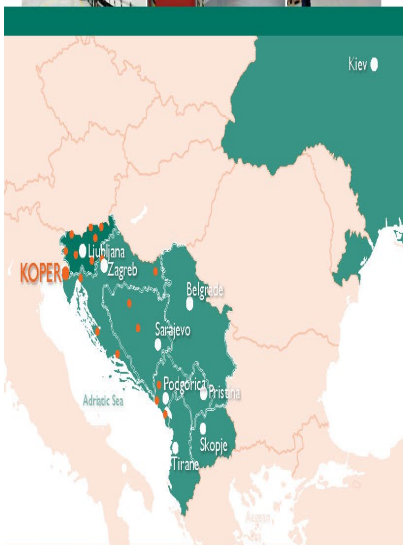 Kiev
Ljubljana
KOPER
Zagreb
Belgrade
Sarajevo
Podgorica
Pristina
Adriatic Sea
Skopje
Tirane